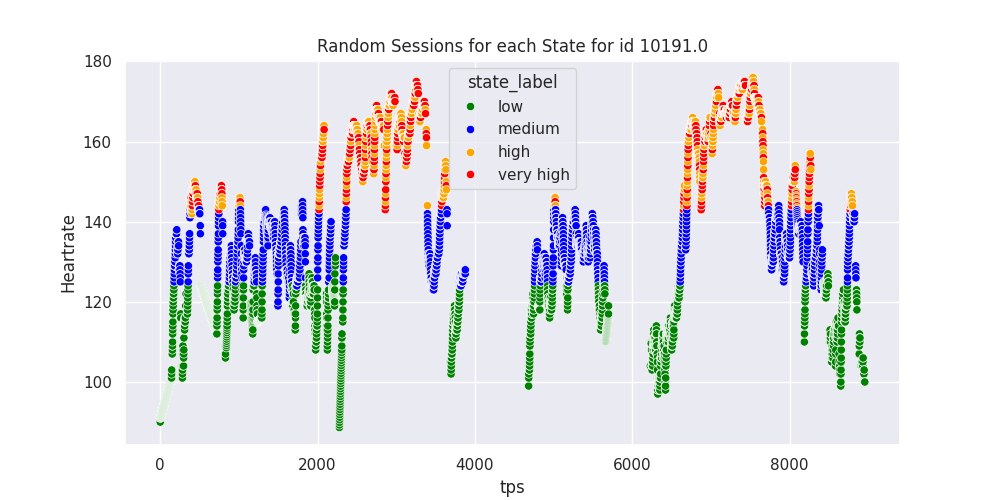 Random Sessions for each State for id 10191.0
180
160
140
120
100
Heartrate
state_label
low
medium
high
very high
0
2000
4000
6000
8000
tps